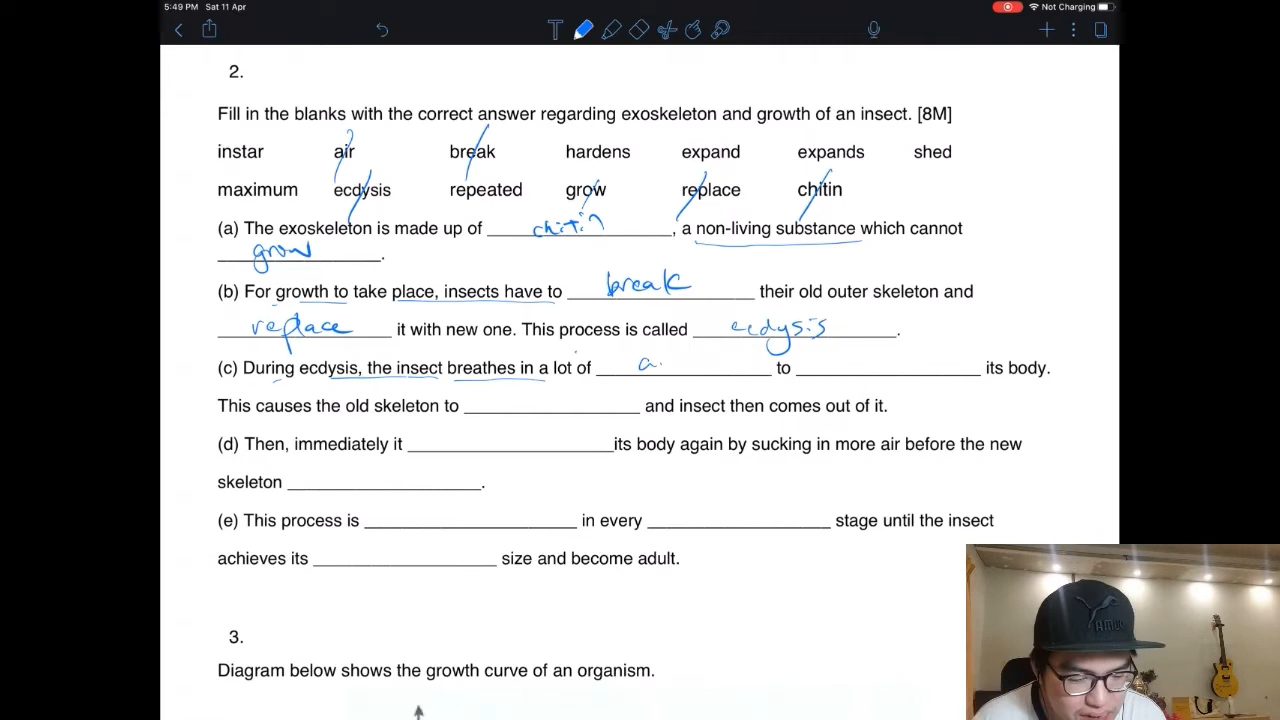 5:49 PM Sat 11 Apr Not Charging
2.
Fill in the blanks with the correct answer regarding exoskeleton and growth of an insect. [8M]
instar air break hardens expand expands shed
maximum ecdysis repeated grow replace chitin
(a) The exoskeleton is made up of chitin, a non-living substance which cannot
grow.
(b) For growth to take place, insects have to break their old outer skeleton and
replace it with new one. This process is called ecdysis.
(c) During ecdysis, the insect breathes in a lot of a to ____ its body.
This causes the old skeleton to ____ and insect then comes out of it.
(d) Then, immediately it ____ its body again by sucking in more air before the new
skeleton ____.
(e) This process is ____ in every ____ stage until the insect
achieves its ____ size and become adult.
3.
Diagram below shows the growth curve of an organism.